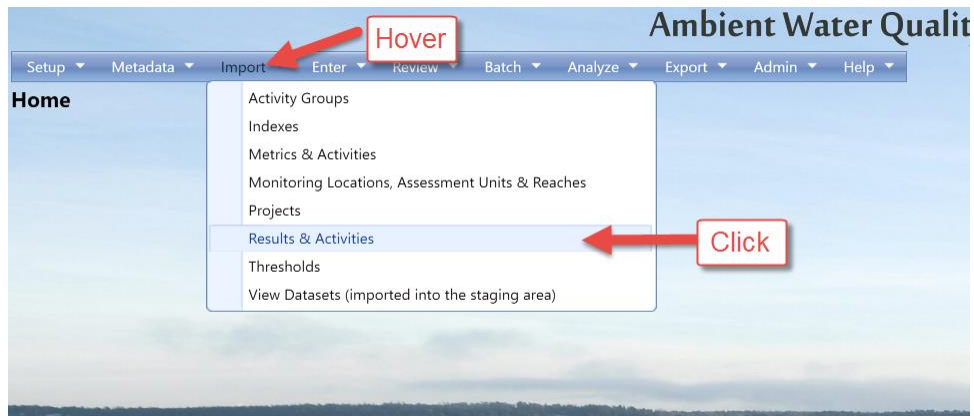 Ambient Water Qualit
Hover
Setup Metadata Import Enter Review Batch Analyze Export Admin Help
Home
Activity Groups
Indexes
Metrics & Activities
Monitoring Locations, Assessment Units & Reaches
Projects
Results & Activities
Click
Thresholds
View Datasets (imported into the staging area)